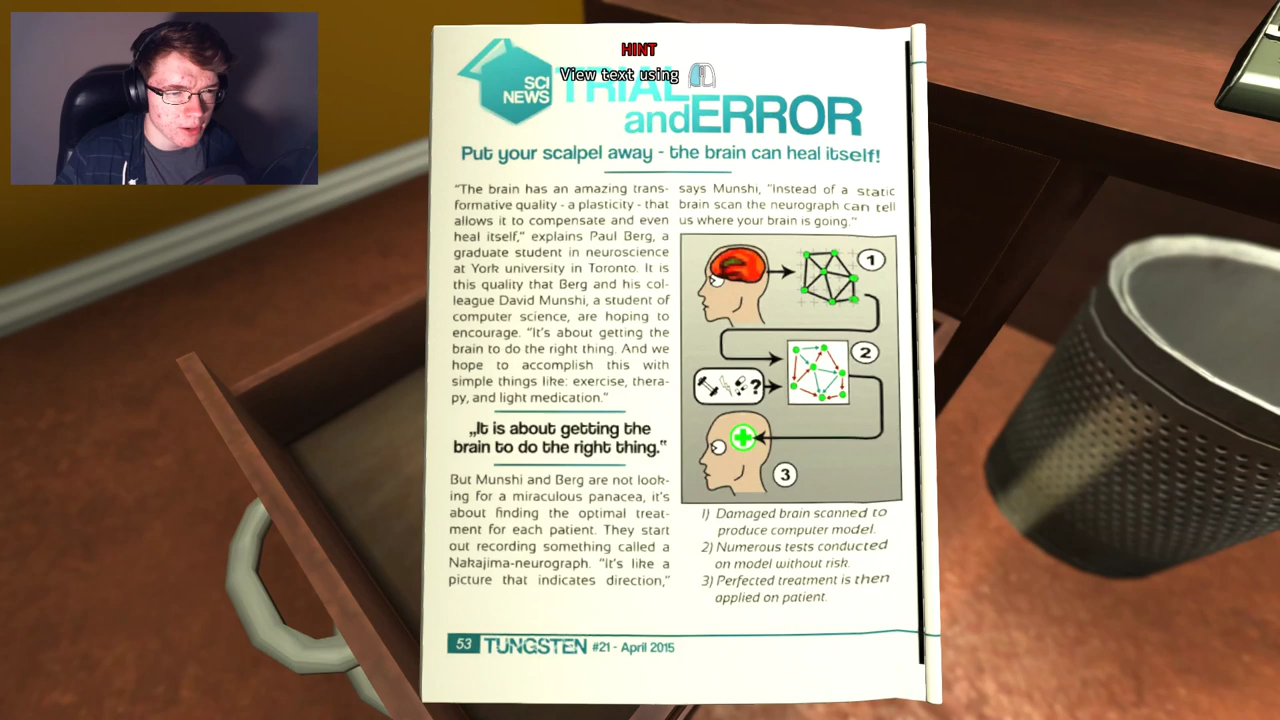 HINT
View text using
SCI
NEWS
TRIAL
andERROR
Put your scalpel away - the brain can heal itself!
"The brain has an amazing trans-
formative quality - a plasticity - that
allows it to compensate and even
heal itself," explains Paul Berg, a
graduate student in neuroscience
at York university in Toronto. It is
this quality that Berg and his col-
league David Munshi, a student of
computer science, are hoping to
encourage. "It's about getting the
brain to do the right thing. And we
hope to accomplish this with
simple things like: exercise, thera-
py, and light medication."
„It is about getting the
brain to do the right thing."
But Munshi and Berg are not look-
ing for a miraculous panacea, it's
about finding the optimal treat-
ment for each patient. They start
out recording something called a
Nakajima-neurograph. "It's like a
picture that indicates direction,"
says Munshi, "Instead of a static
brain scan the neurograph can tell
us where your brain is going."
1
2
?
3
1) Damaged brain scanned to
produce computer model.
2) Numerous tests conducted
on model without risk.
3) Perfected treatment is then
applied on patient.
53 TUNGSTEN #21 - April 2015